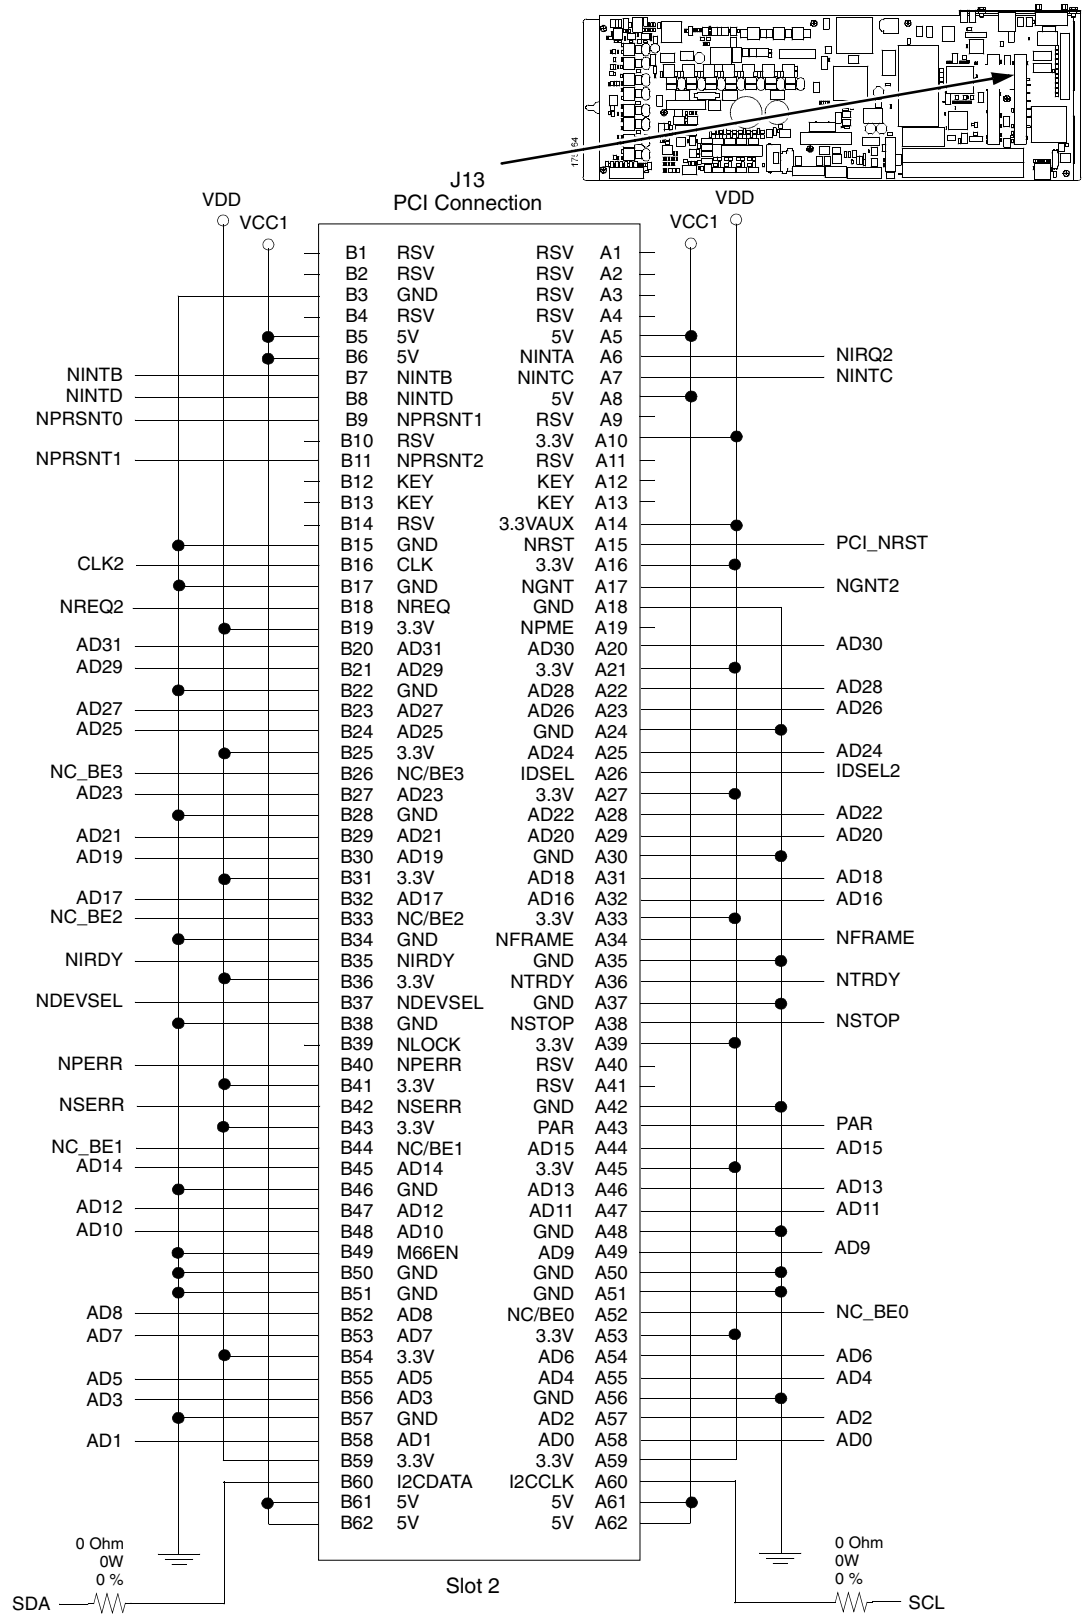 J13
PCI Connection
VDD
VCC1
VCC1
VDD
B1 RSV RSV A1
B2 RSV RSV A2
B3 GND RSV A3
B4 RSV RSV A4
B5 5V 5V A5
B6 5V NINTA A6 NIRQ2
NINTB B7 NINTB NINTC A7 NINTC
NINTD B8 NINTD 5V A8
NPRSNT0 B9 NPRSNT1 RSV A9
B10 RSV 3.3V A10
NPRSNT1 B11 NPRSNT2 RSV A11
B12 KEY KEY A12
B13 KEY KEY A13
B14 RSV 3.3VAUX A14
B15 GND NRST A15 PCI_NRST
CLK2 B16 CLK 3.3V A16
B17 GND NGNT A17 NGNT2
NREQ2 B18 NREQ GND A18
B19 3.3V NPME A19
AD31 B20 AD31 AD30 A20 AD30
AD29 B21 AD29 3.3V A21
B22 GND AD28 A22 AD28
AD27 B23 AD27 AD26 A23 AD26
AD25 B24 AD25 GND A24
B25 3.3V AD24 A25 AD24
NC_BE3 B26 NC/BE3 IDSEL A26 IDSEL2
AD23 B27 AD23 3.3V A27
B28 GND AD22 A28 AD22
AD21 B29 AD21 AD20 A29 AD20
AD19 B30 AD19 GND A30
B31 3.3V AD18 A31 AD18
AD17 B32 AD17 AD16 A32 AD16
NC_BE2 B33 NC/BE2 3.3V A33
B34 GND NFRAME A34 NFRAME
NIRDY B35 NIRDY GND A35
B36 3.3V NTRDY A36 NTRDY
NDEVSEL B37 NDEVSEL GND A37
B38 GND NSTOP A38 NSTOP
B39 NLOCK 3.3V A39
NPERR B40 NPERR RSV A40
B41 3.3V RSV A41
NSERR B42 NSERR GND A42
B43 3.3V PAR A43 PAR
NC_BE1 B44 NC/BE1 AD15 A44 AD15
AD14 B45 AD14 3.3V A45
B46 GND AD13 A46 AD13
AD12 B47 AD12 AD11 A47 AD11
AD10 B48 AD10 GND A48
B49 M66EN AD9 A49 AD9
B50 GND GND A50
B51 GND GND A51
AD8 B52 AD8 NC/BE0 A52 NC_BE0
AD7 B53 AD7 3.3V A53
B54 3.3V AD6 A54 AD6
AD5 B55 AD5 AD4 A55 AD4
AD3 B56 AD3 GND A56
B57 GND AD2 A57 AD2
AD1 B58 AD1 AD0 A58 AD0
B59 3.3V 3.3V A59
B60 I2CDATA I2CCLK A60
B61 5V 5V A61
B62 5V 5V A62
0 Ohm
0W
0 %
SDA
0 Ohm
0W
0 %
SCL
Slot 2